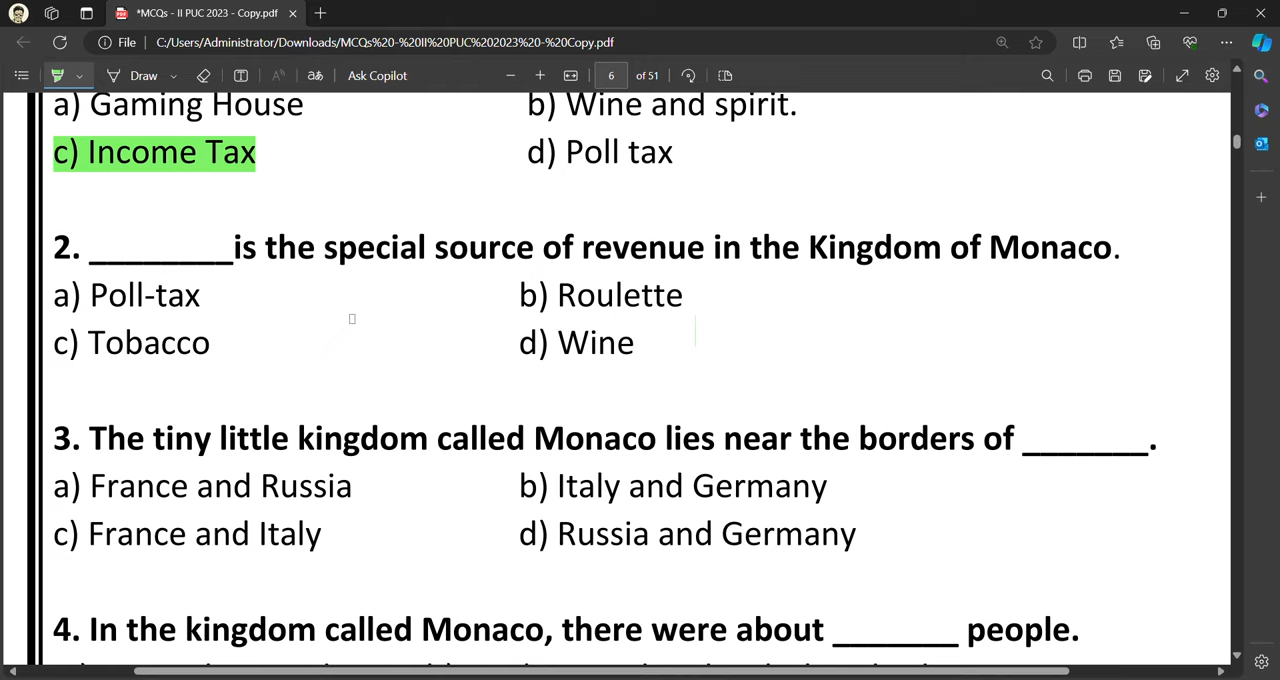 *MCQs - II PUC 2023 - Copy.pdf
File C:/Users/Administrator/Downloads/MCQs%20-%20II%20PUC%202023%20-%20Copy.pdf
Draw Ask Copilot 6 of 51
a) Gaming House b) Wine and spirit.
c) Income Tax d) Poll tax
2. ________is the special source of revenue in the Kingdom of Monaco.
a) Poll-tax b) Roulette
c) Tobacco d) Wine
3. The tiny little kingdom called Monaco lies near the borders of _______.
a) France and Russia b) Italy and Germany
c) France and Italy d) Russia and Germany
4. In the kingdom called Monaco, there were about _______ people.